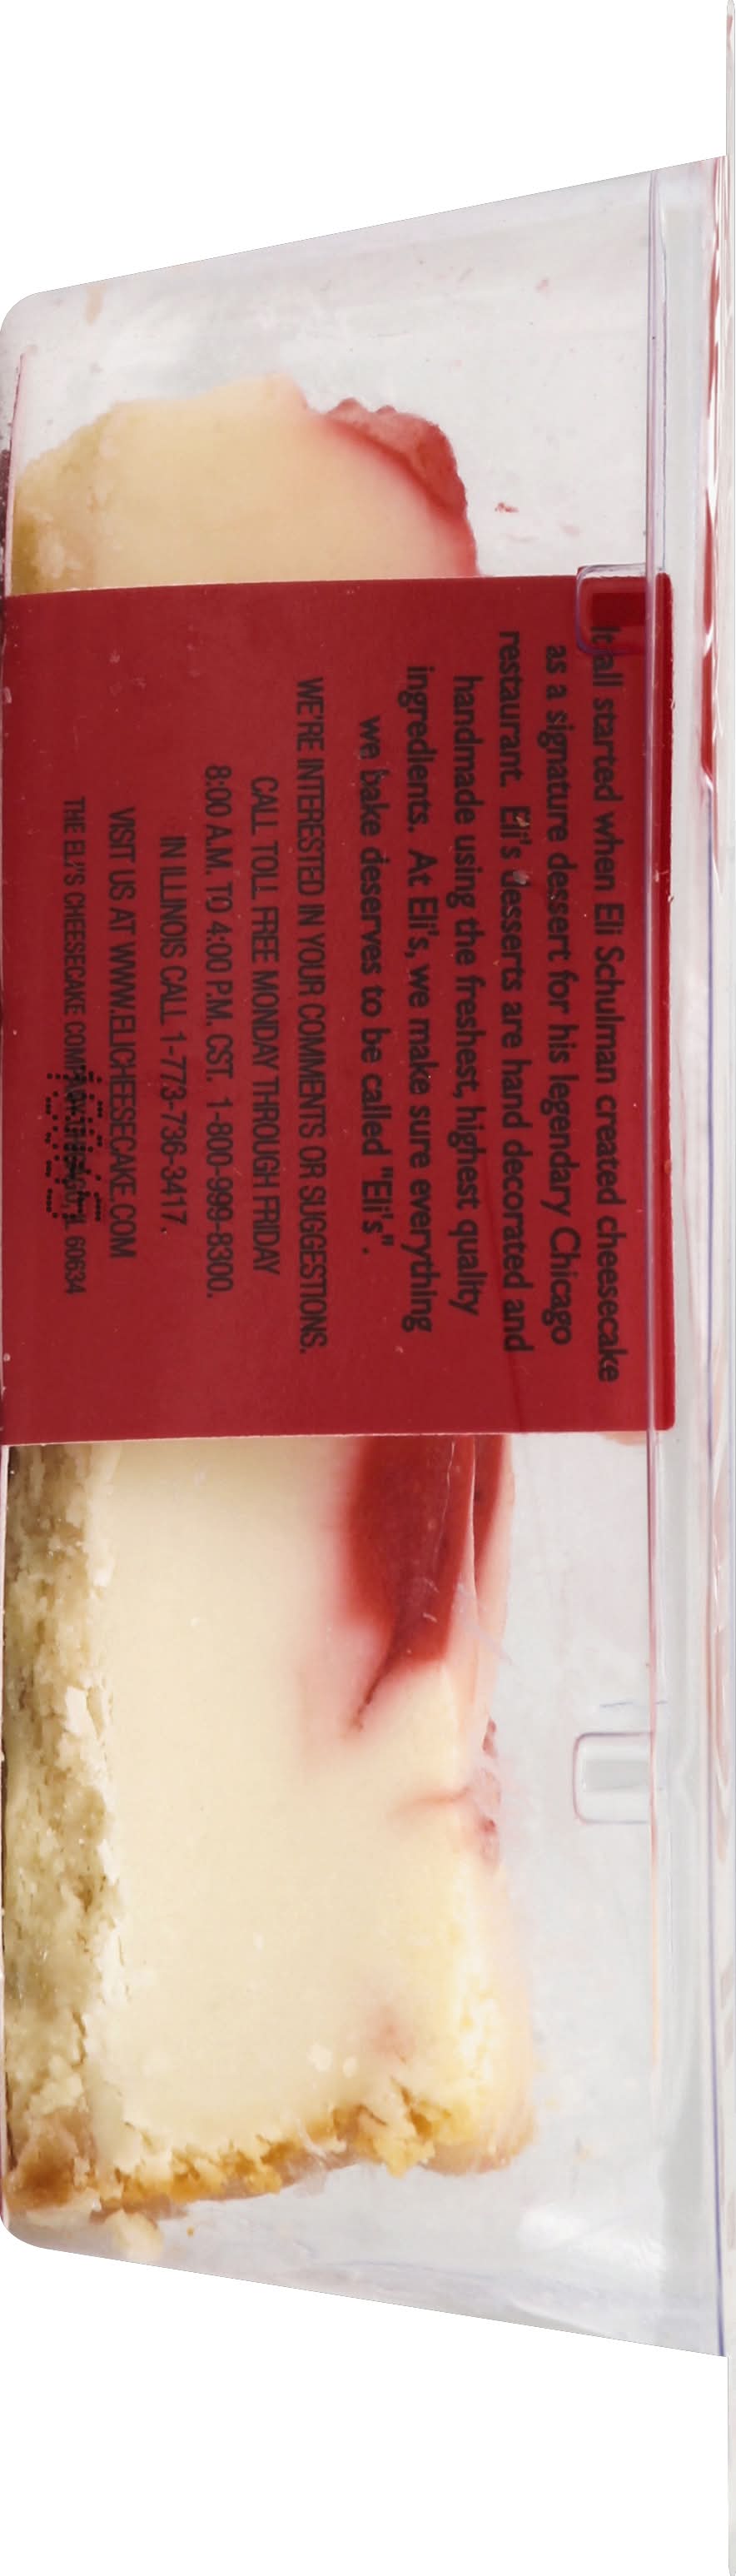 It all started when Eli Schulman created cheesecake
as a signature dessert for his legendary Chicago
restaurant. Eli's desserts are hand decorated and
handmade using the freshest, highest quality
ingredients. At Eli's, we make sure everything
we bake deserves to be called "Eli's".
WE'RE INTERESTED IN YOUR COMMENTS OR SUGGESTIONS.
CALL TOLL FREE MONDAY THROUGH FRIDAY
8:00 A.M. TO 4:00 P.M. CST. 1-800-999-8300.
IN ILLINOIS CALL 1-773-736-3417.
VISIT US AT WWW.ELICHEESECAKE.COM
THE ELI'S CHEESECAKE 60634